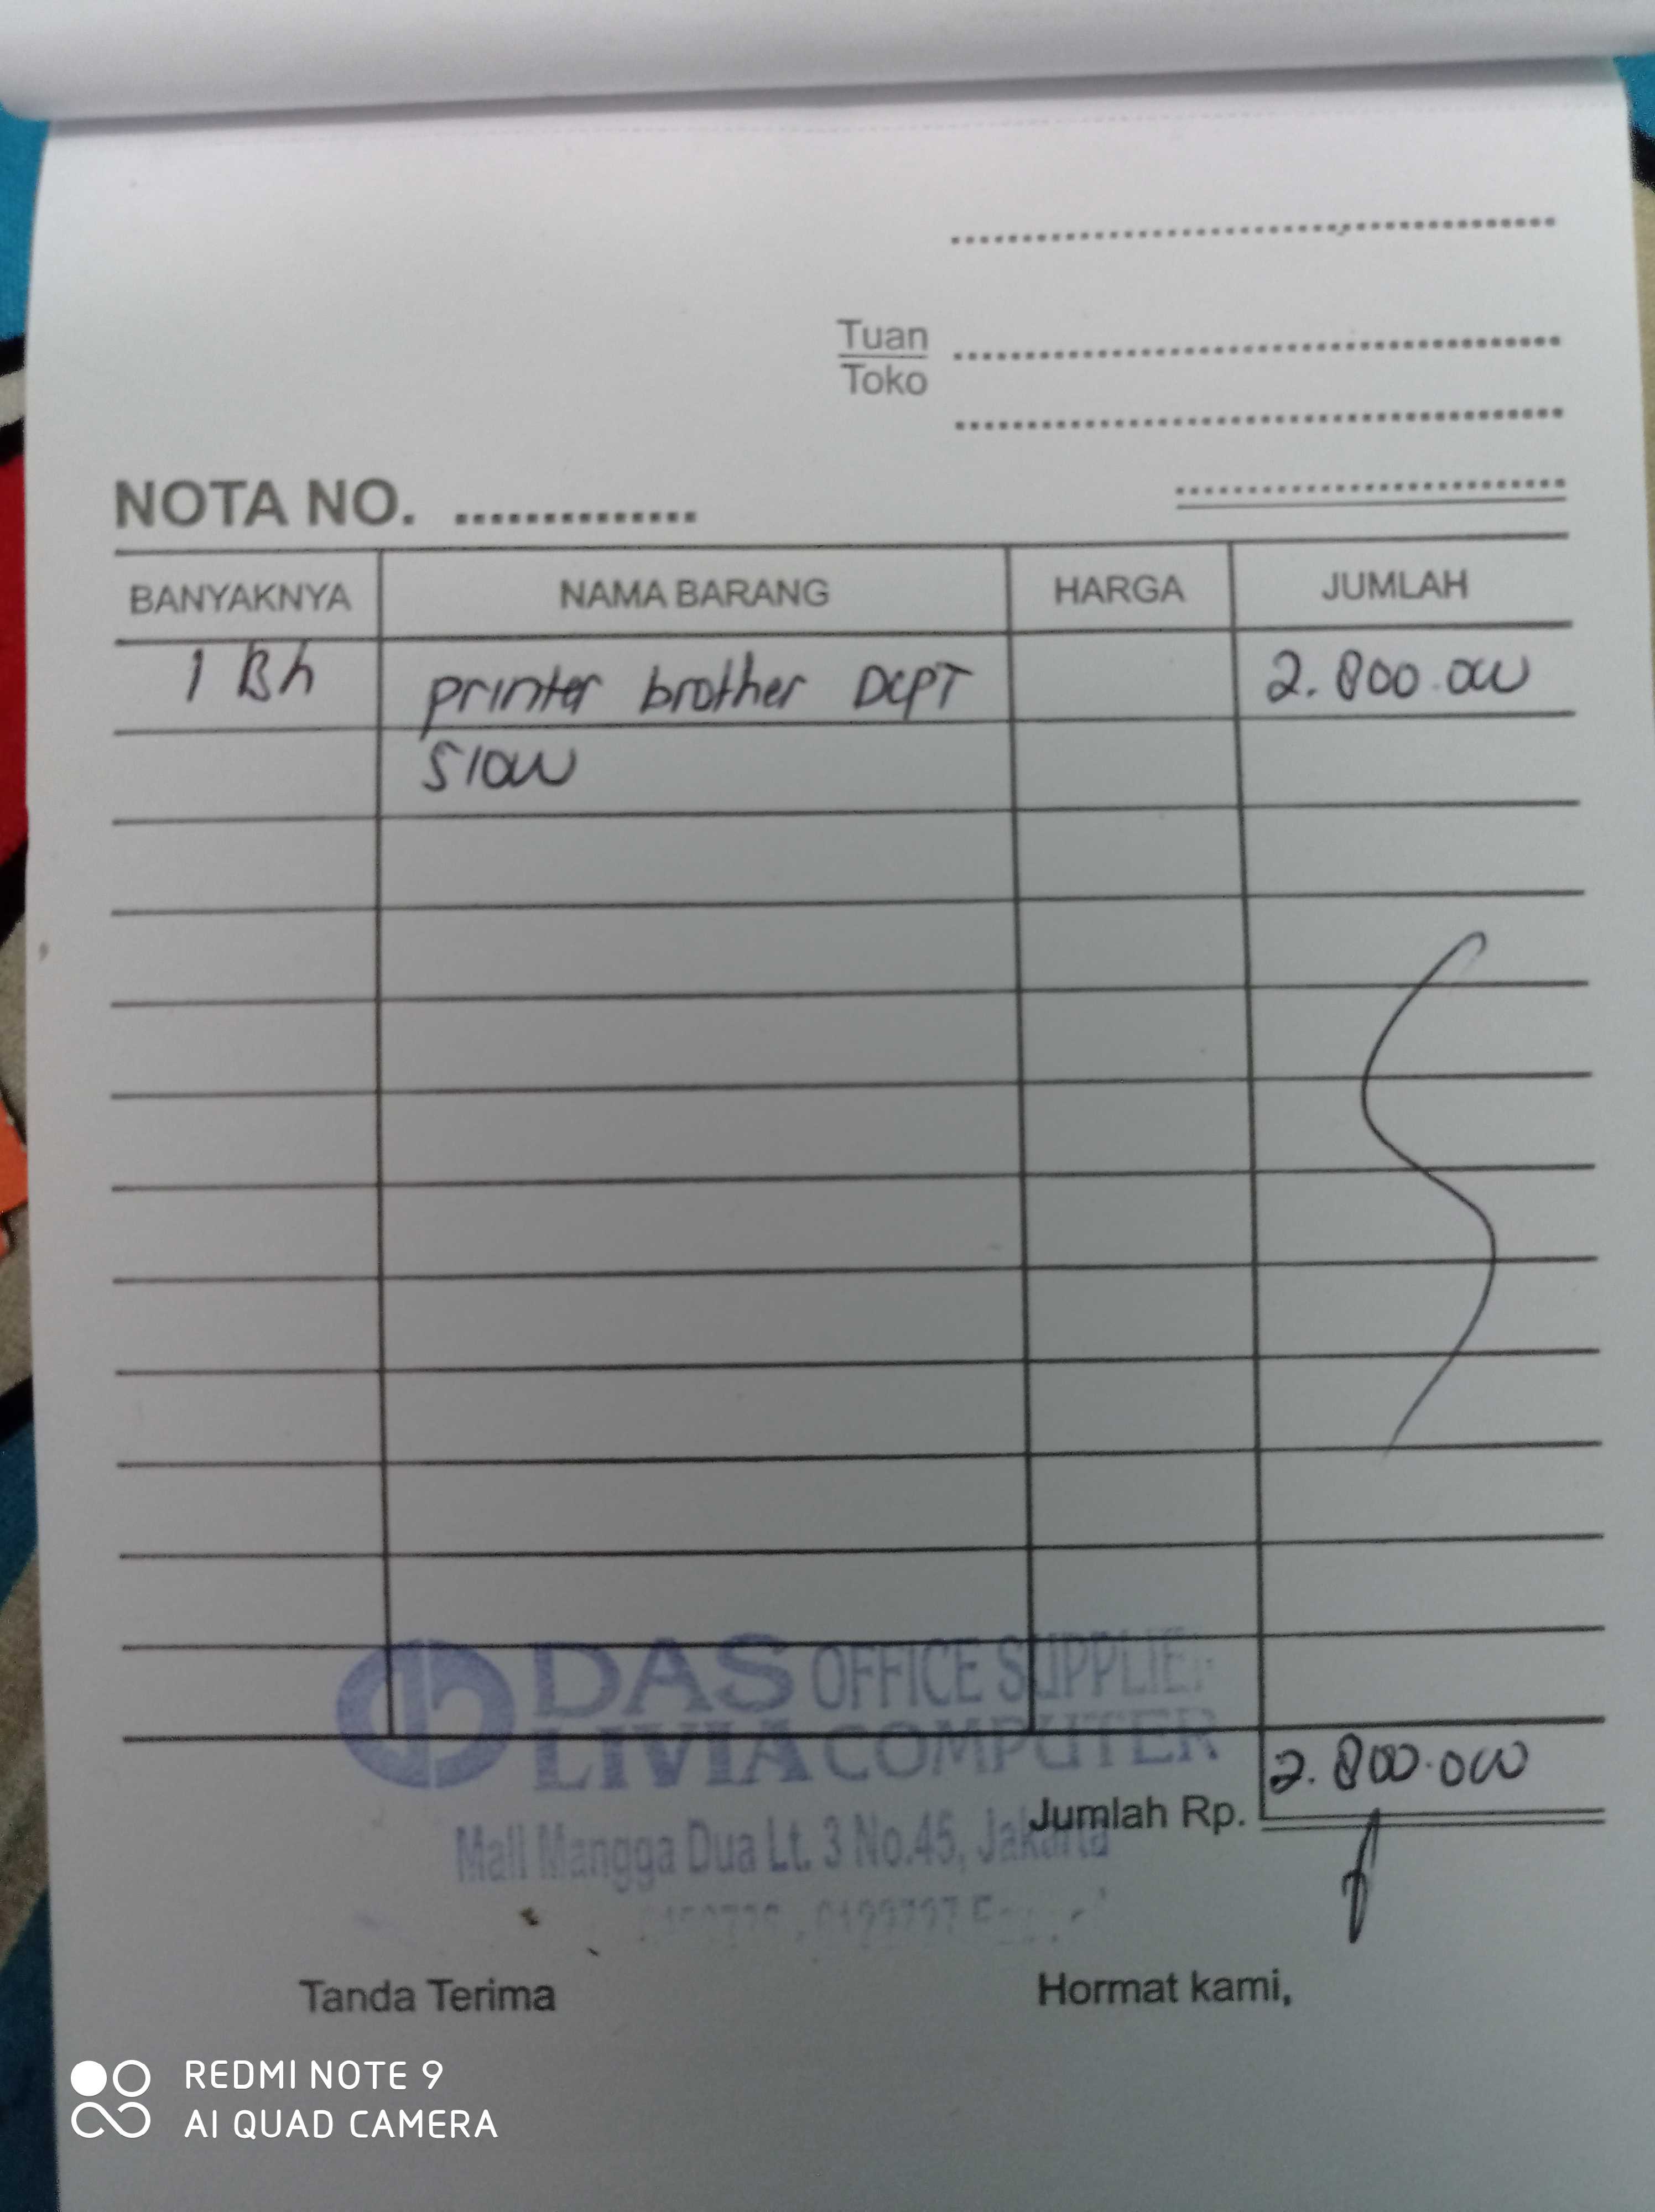 Tuan
Toko
NOTA NO.
BANYAKNYA NAMA BARANG HARGA JUMLAH
1 Bh printer brother DCPT 2.800.000
510W
DAS OFFICE SUPPLIES
LIVIA COMPUTER
2.800.000
Jumlah Rp.
Mall Mangga Dua Lt. 3 No.45, Jakarta
Tanda Terima Hormat kami,
REDMI NOTE 9
AI QUAD CAMERA